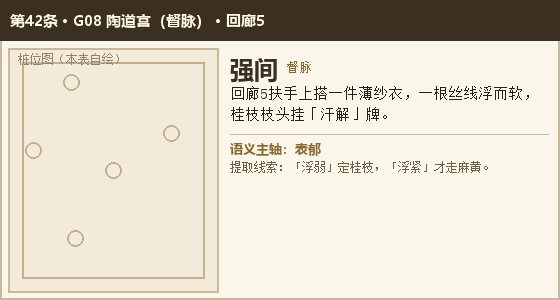 第42条・G08 陶道宫（督脉）・回廊5
桩位图（本表自绘）
强间 督脉
回廊5扶手上搭一件薄纱衣，一根丝线浮而软，
桂枝枝头挂「汗解」牌。
语义主轴：表郁
提取线索：「浮弱」定桂枝，「浮紧」才走麻黄。